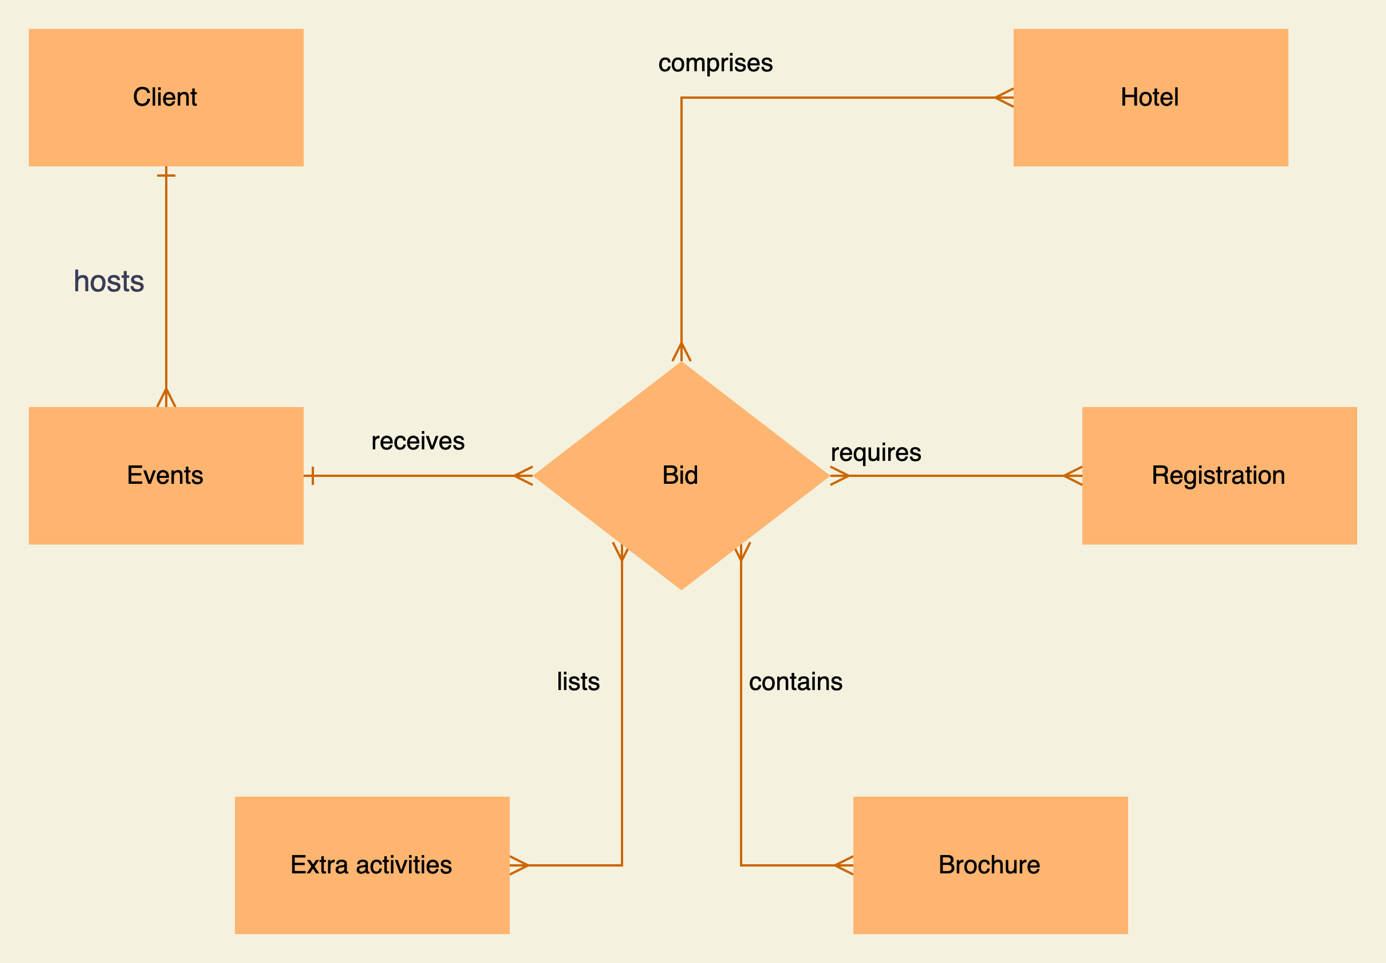 Client
comprises
Hotel
hosts
Events
receives
Bid
requires
Registration
lists
contains
Extra activities
Brochure